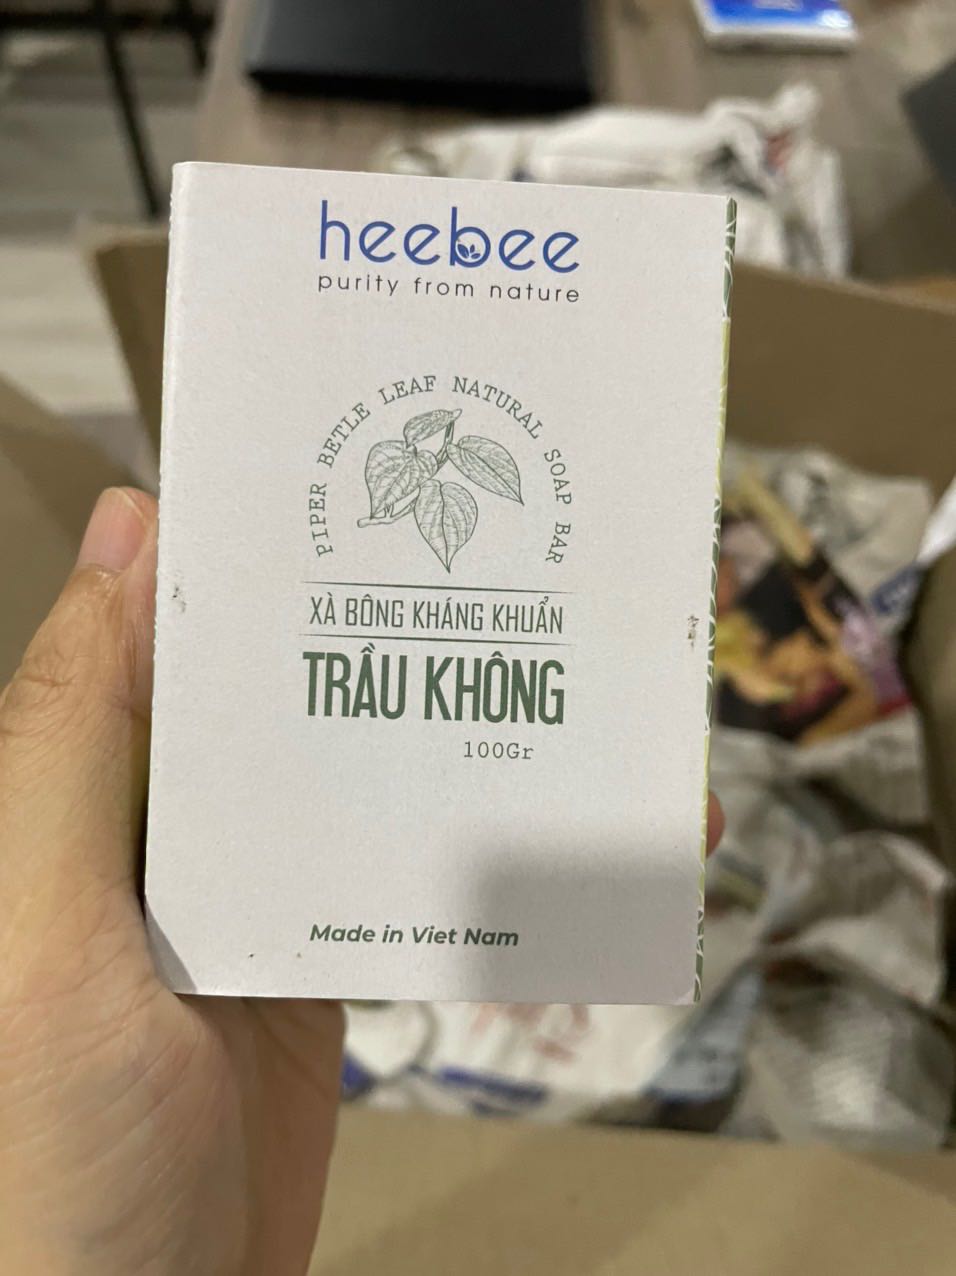 heebee
purity from nature
PIPER BETLE LEAF NATURAL SOAP BAR
XÀ BÔNG KHÁNG KHUẨN
TRẦU KHÔNG
100Gr
Made in Viet Nam